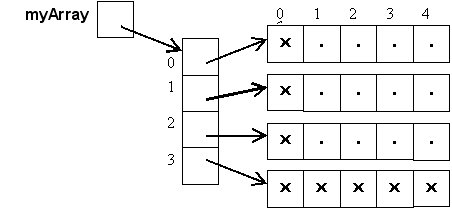 myArray
0 1 2 3 4
0 x . . . .
1 x . . . .
2 x . . . .
3 x x x x x